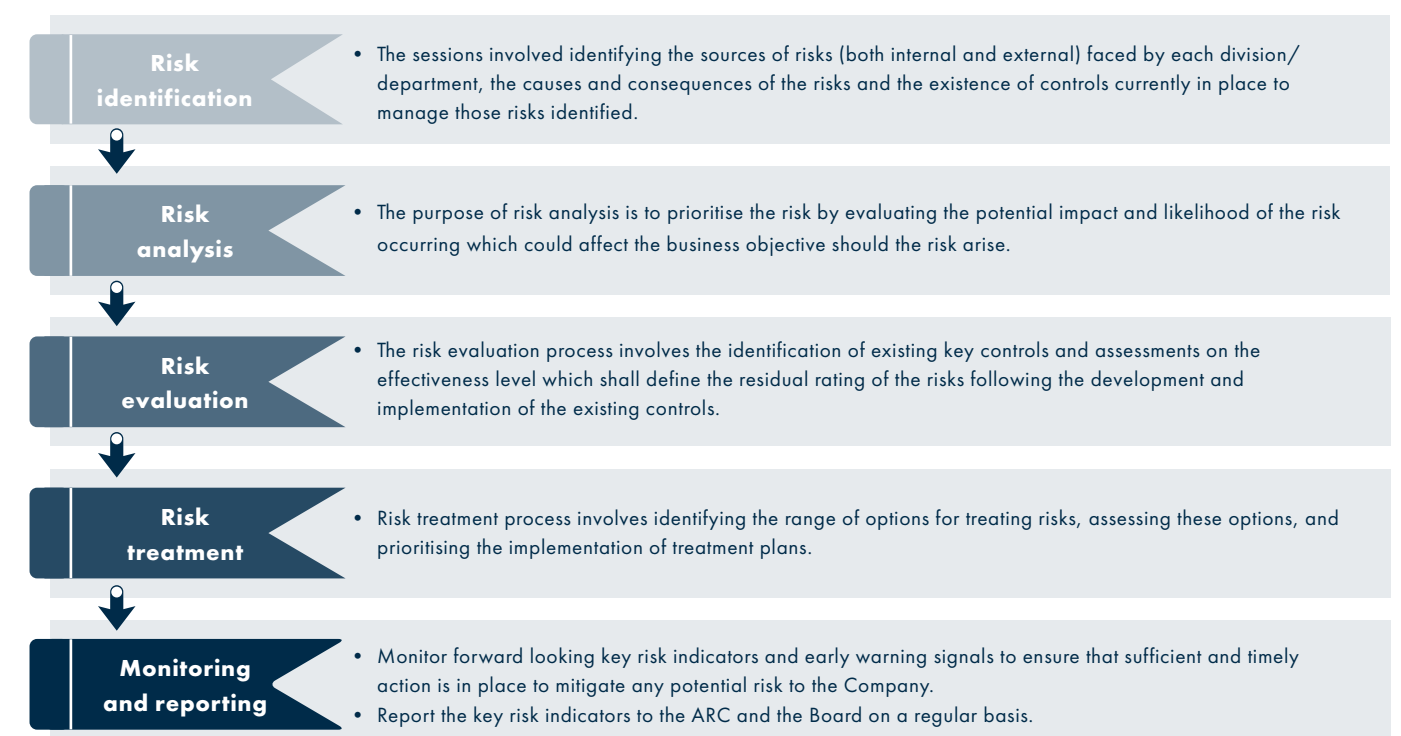 Risk
identification
• The sessions involved identifying the sources of risks (both internal and external) faced by each division/
department, the causes and consequences of the risks and the existence of controls currently in place to
manage those risks identified.
Risk
analysis
• The purpose of risk analysis is to prioritise the risk by evaluating the potential impact and likelihood of the risk
occurring which could affect the business objective should the risk arise.
Risk
evaluation
• The risk evaluation process involves the identification of existing key controls and assessments on the
effectiveness level which shall define the residual rating of the risks following the development and
implementation of the existing controls.
Risk
treatment
• Risk treatment process involves identifying the range of options for treating risks, assessing these options, and
prioritising the implementation of treatment plans.
Monitoring
and reporting
• Monitor forward looking key risk indicators and early warning signals to ensure that sufficient and timely
action is in place to mitigate any potential risk to the Company.
• Report the key risk indicators to the ARC and the Board on a regular basis.